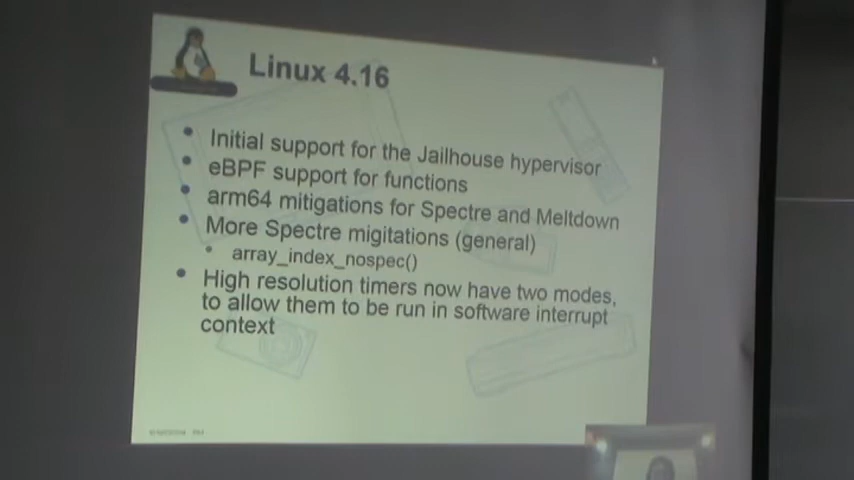 Linux 4.16
Initial support for the Jailhouse hypervisor
eBPF support for functions
arm64 mitigations for Spectre and Meltdown
More Spectre migitations (general)
array_index_nospec()
High resolution timers now have two modes,
to allow them to be run in software interrupt
context